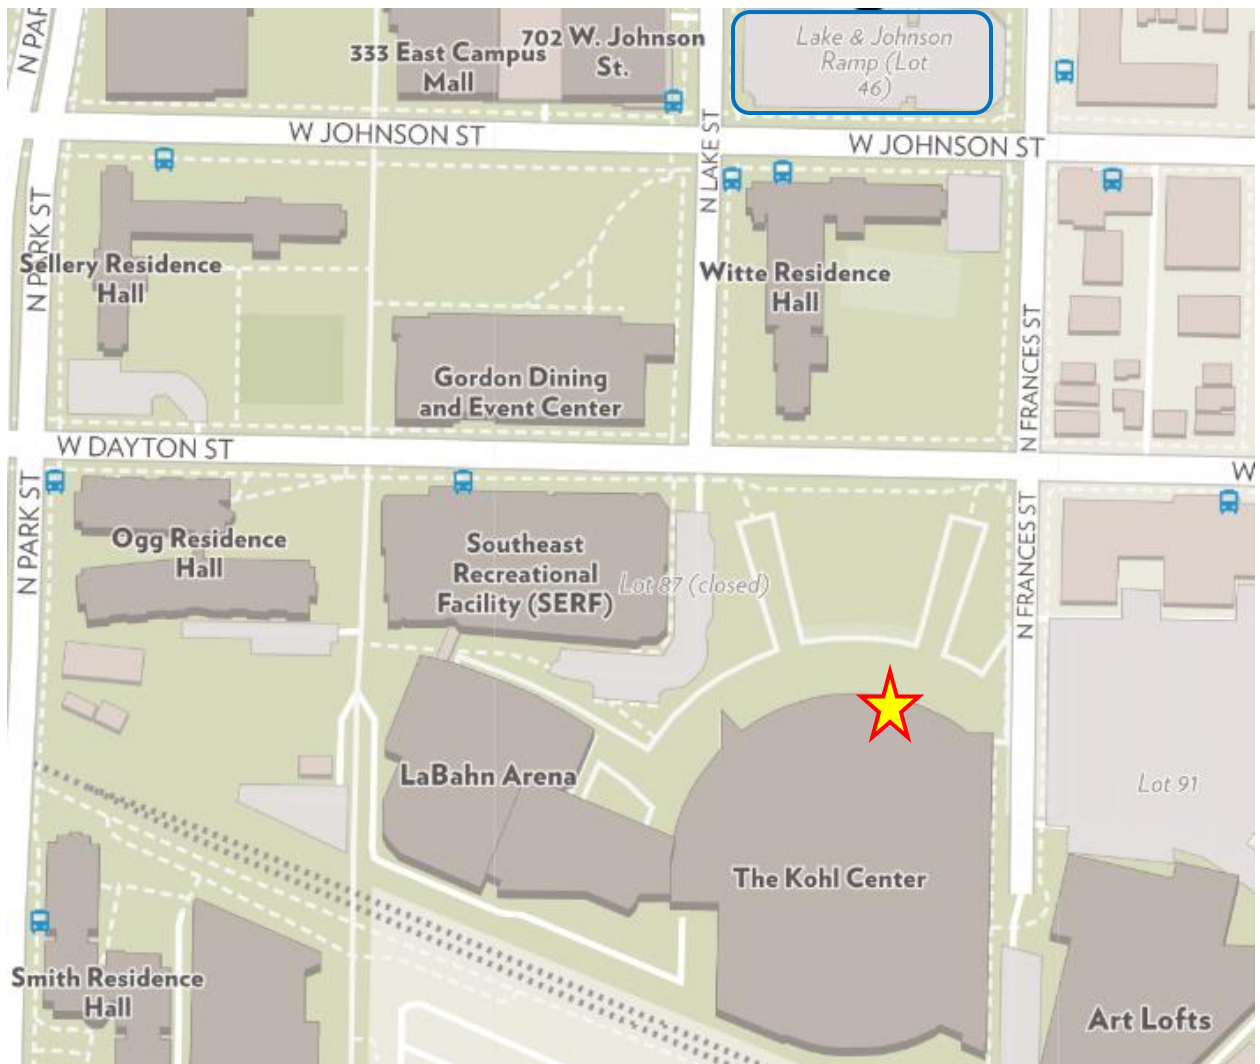 N PAR
333 East Campus
Mall
702 W. Johnson
St.
Lake & Johnson
Ramp (Lot
46)
W JOHNSON ST
N LAKE ST
W JOHNSON ST
N PARK ST
Sellery Residence
Hall
Witte Residence
Hall
N FRANCES ST
Gordon Dining
and Event Center
W DAYTON ST
W
N PARK ST
Ogg Residence
Hall
Southeast
Recreational
Facility (SERF)
Lot 87 (closed)
N FRANCES ST
LaBahn Arena
Lot 91
The Kohl Center
Smith Residence
Hall
Art Lofts